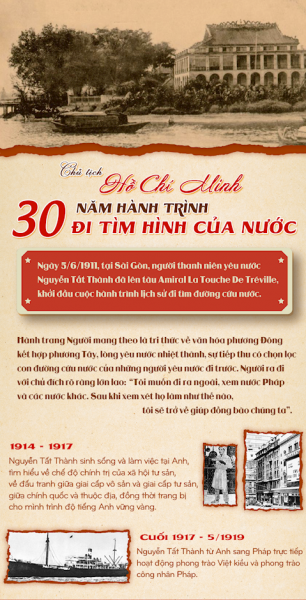 Chủ tịch
Hồ Chí Minh
30 NĂM HÀNH TRÌNH
ĐI TÌM HÌNH CỦA NƯỚC
Ngày 5/6/1911, tại Sài Gòn, người thanh niên yêu nước
Nguyễn Tất Thành đã lên tàu Amiral La Touche De Tréville,
khởi đầu cuộc hành trình lịch sử đi tìm đường cứu nước.
Hành trang Người mang theo là tri thức về văn hóa phương Đông
kết hợp phương Tây, lòng yêu nước nhiệt thành, sự tiếp thu có chọn lọc
con đường cứu nước của những người yêu nước đi trước. Người ra đi
với chủ đích rõ ràng lớn lao: “Tôi muốn đi ra ngoài, xem nước Pháp
và các nước khác. Sau khi xem xét họ làm như thế nào,
tôi sẽ trở về giúp đồng bào chúng ta”.
1914 - 1917
Nguyễn Tất Thành sinh sống và làm việc tại Anh,
tìm hiểu về chế độ chính trị của xã hội tư sản,
về đấu tranh giữa giai cấp vô sản và giai cấp tư sản,
giữa chính quốc và thuộc địa, đồng thời trang bị
cho mình trình độ tiếng Anh vững vàng.
Cuối 1917 - 5/1919
Nguyễn Tất Thành từ Anh sang Pháp trực tiếp
hoạt động phong trào Việt kiều và phong trào
công nhân Pháp.